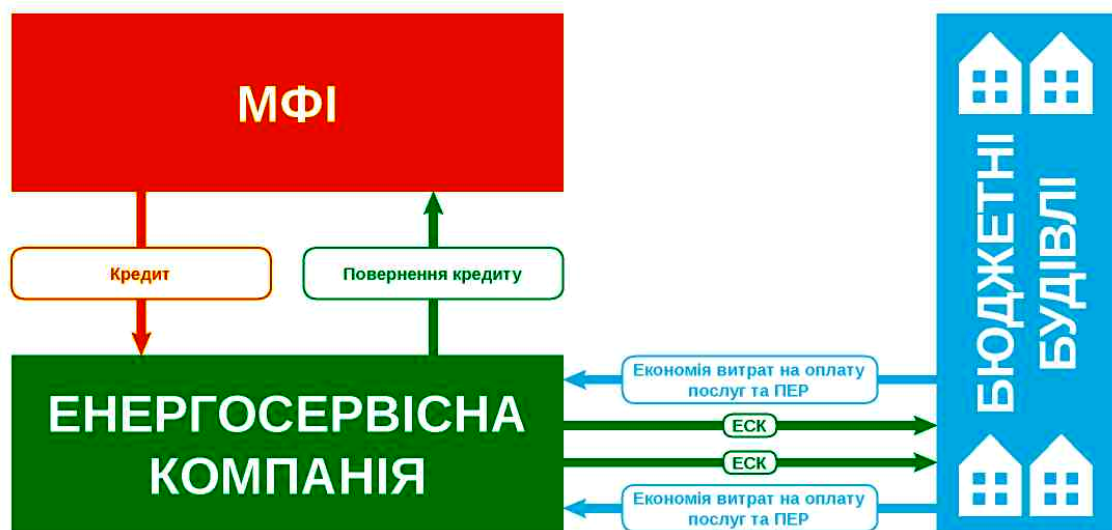 МФІ
Кредит
Повернення кредиту
ЕНЕРГОСЕРВІСНА
КОМПАНІЯ
Економія витрат на оплату
послуг та ПЕР
ЕСК
ЕСК
Економія витрат на оплату
послуг та ПЕР
БЮДЖЕТНІ
БУДІВЛІ